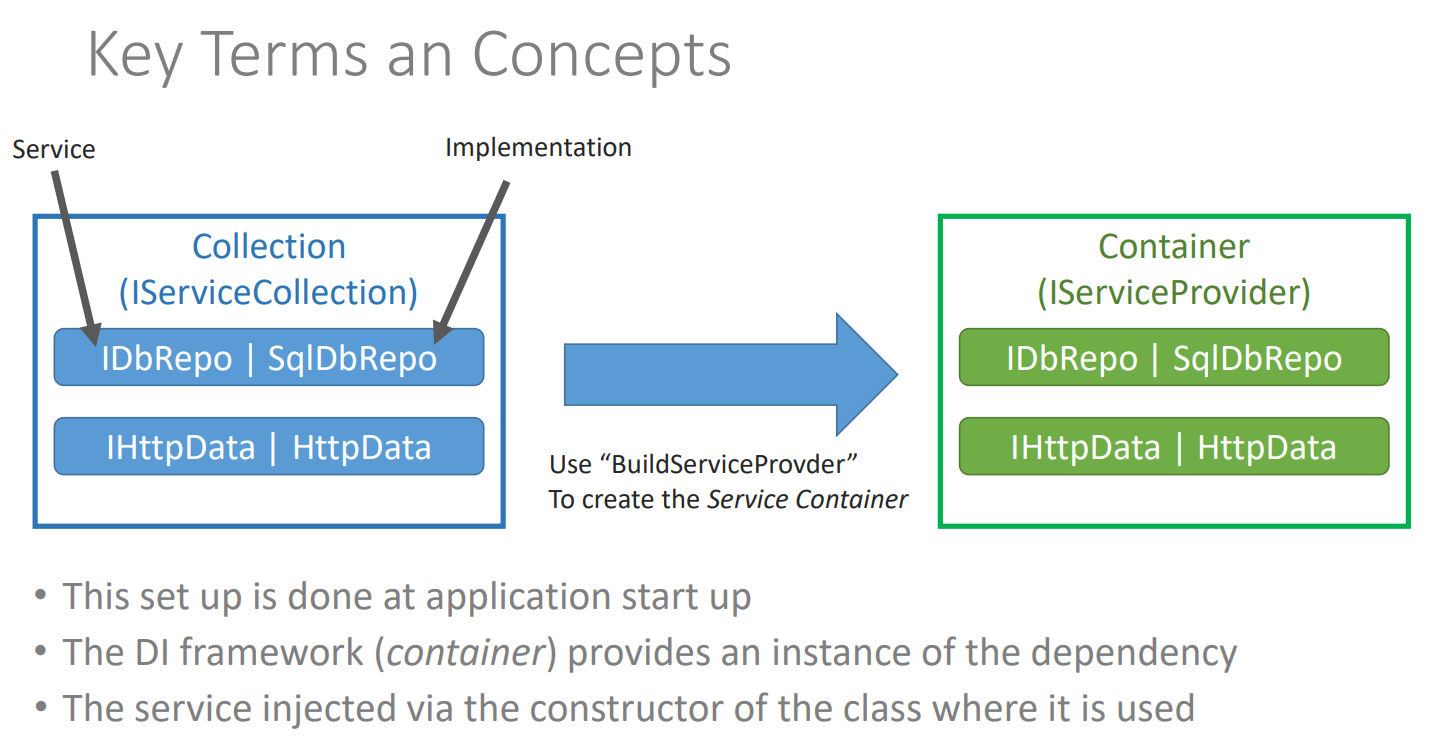 Key Terms an Concepts
Service
Implementation
Collection
(IServiceCollection)
IDbRepo | SqlDbRepo
IHttpData | HttpData
Use “BuildServiceProvder”
To create the Service Container
Container
(IServiceProvider)
IDbRepo | SqlDbRepo
IHttpData | HttpData
• This set up is done at application start up
• The DI framework (container) provides an instance of the dependency
• The service injected via the constructor of the class where it is used